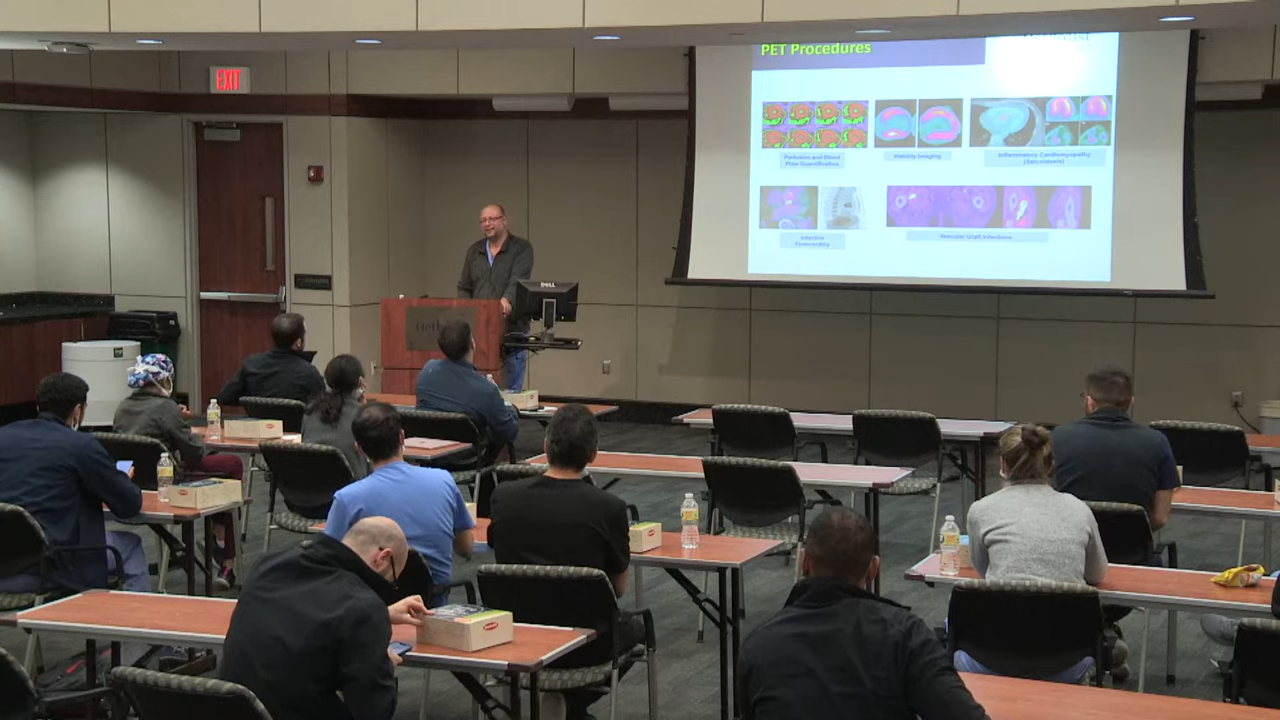 EXIT
PET Procedures
Perfusion and Blood
Flow Quantification
Viability Imaging
Inflammatory Cardiomyopathy
(Sarcoidosis)
Infective
Endocarditis
Vascular Graft Infections
DELL